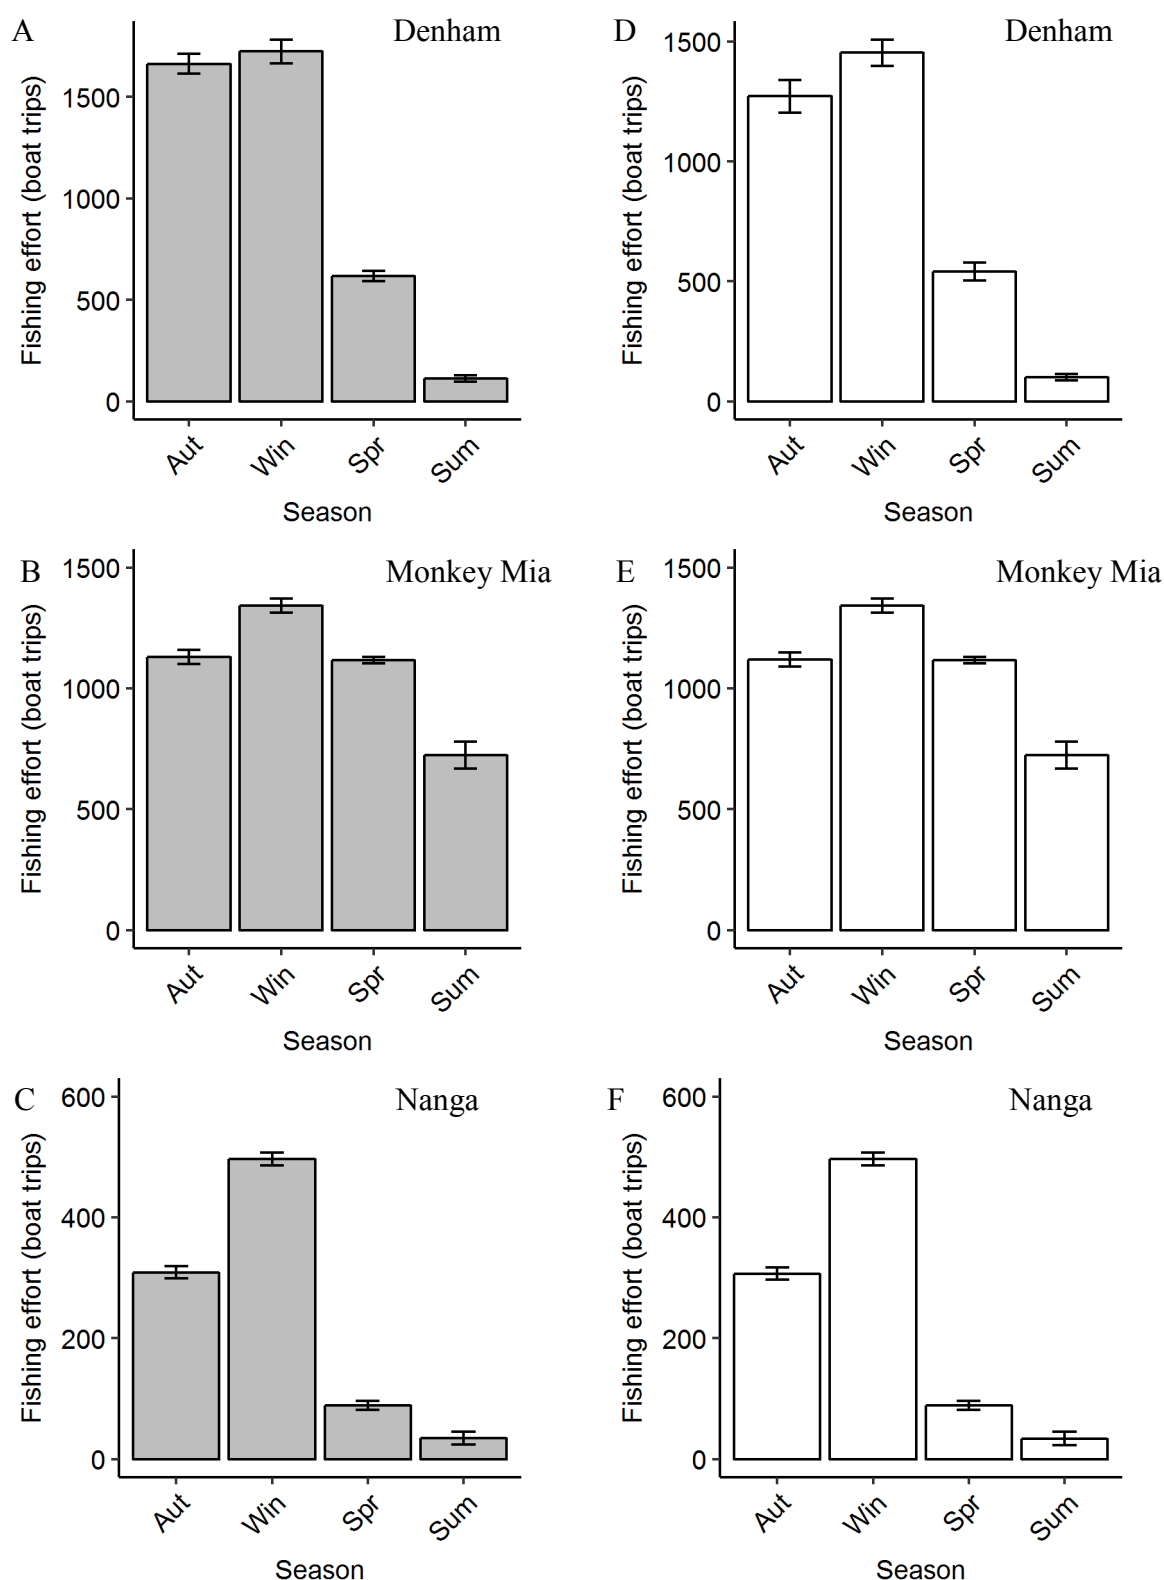 A
Denham
Fishing effort (boat trips)
1500
1000
500
0
Aut
Win
Spr
Sum
Season
D
Denham
Fishing effort (boat trips)
1500
1000
500
0
Aut
Win
Spr
Sum
Season
B
Monkey Mia
Fishing effort (boat trips)
1500
1000
500
0
Aut
Win
Spr
Sum
Season
E
Monkey Mia
Fishing effort (boat trips)
1500
1000
500
0
Aut
Win
Spr
Sum
Season
C
Nanga
Fishing effort (boat trips)
600
400
200
0
Aut
Win
Spr
Sum
Season
F
Nanga
Fishing effort (boat trips)
600
400
200
0
Aut
Win
Spr
Sum
Season